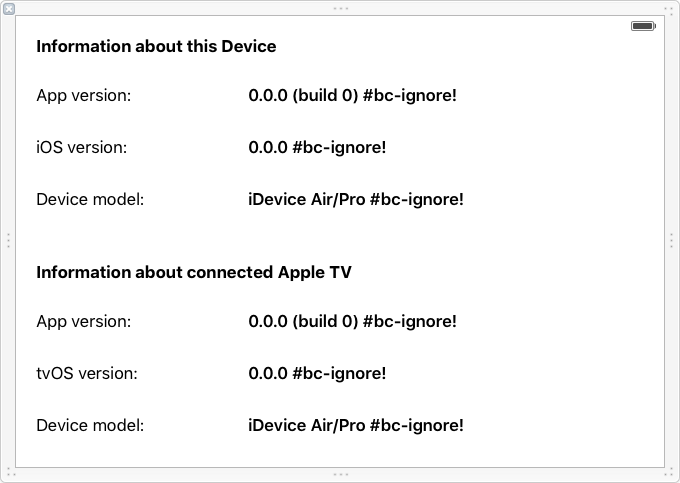 Information about this Device
App version: 0.0.0 (build 0) #bc-ignore!
iOS version: 0.0.0 #bc-ignore!
Device model: iDevice Air/Pro #bc-ignore!
Information about connected Apple TV
App version: 0.0.0 (build 0) #bc-ignore!
tvOS version: 0.0.0 #bc-ignore!
Device model: iDevice Air/Pro #bc-ignore!